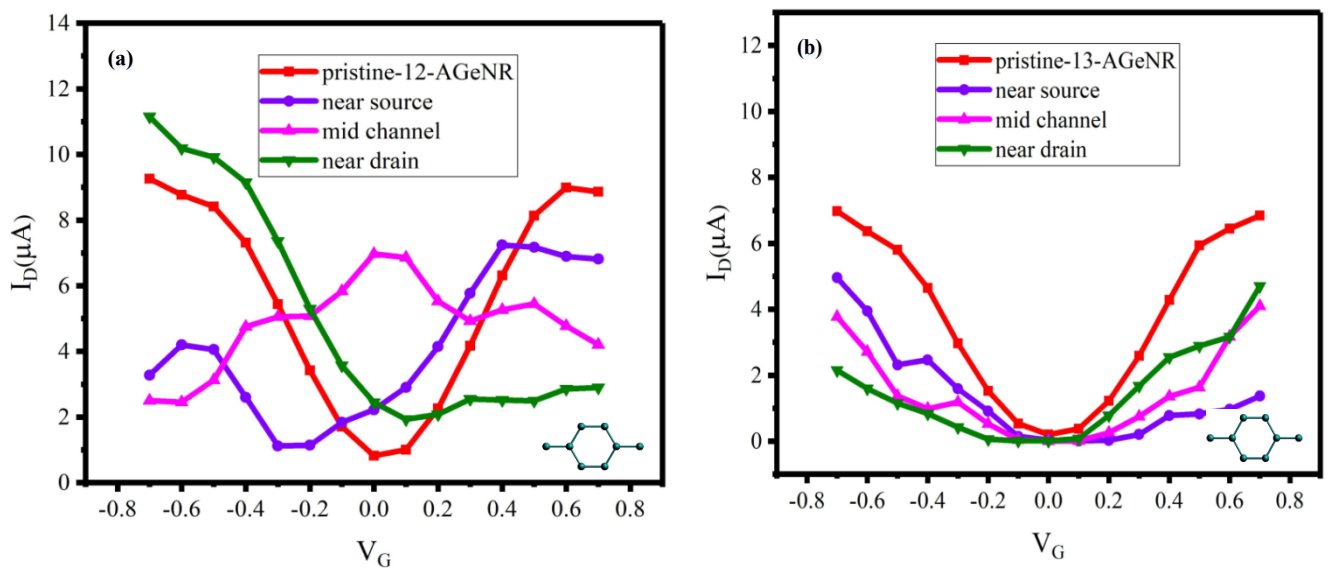 (a)
pristine-12-AGeNR
near source
mid channel
near drain
14
12
10
8
6
4
2
0
I_D(μA)
-0.8 -0.6 -0.4 -0.2 0.0 0.2 0.4 0.6 0.8
V_G
(b)
pristine-13-AGeNR
near source
mid channel
near drain
12
10
8
6
4
2
0
I_D(μA)
-0.8 -0.6 -0.4 -0.2 0.0 0.2 0.4 0.6 0.8
V_G